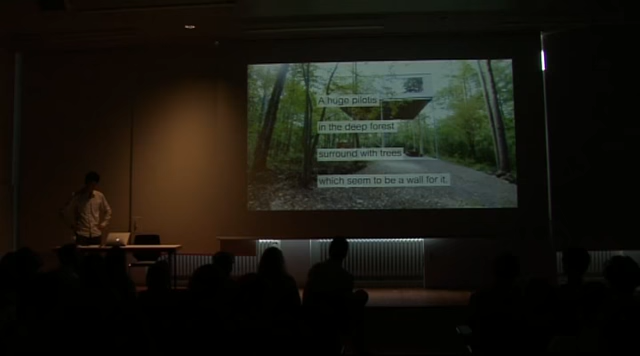 A huge pilotis
in the deep forest
surround with trees
which seem to be a wall for it.